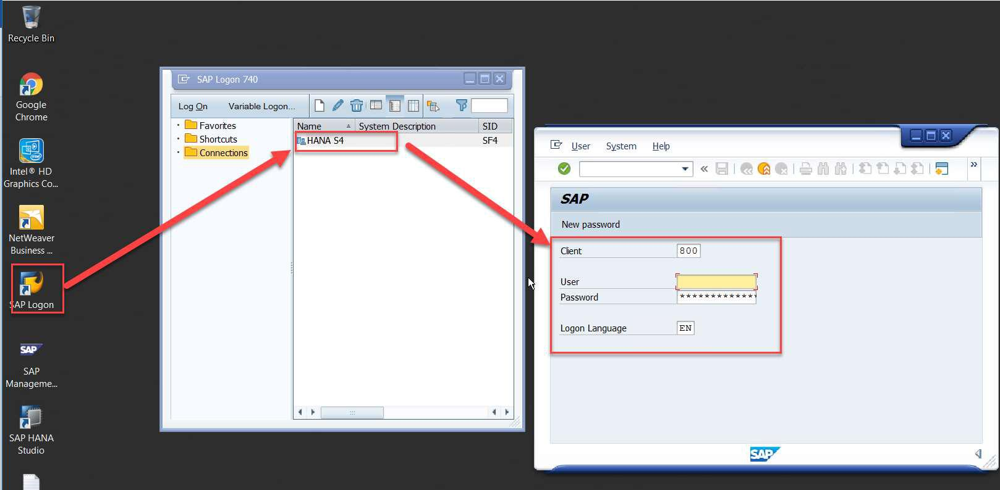 Recycle Bin
Google
Chrome
Intel® HD
Graphics Co...
NetWeaver
Business ...
SAP Logon
SAP
SAP
Manageme...
SAP HANA
Studio
SAP Logon 740
Log On Variable Logon...
Favorites
Shortcuts
Connections
Name System Description SID
HANA S4 SF4
User System Help
SAP
New password
Client 800
User
Password *************
Logon Language EN
SAP